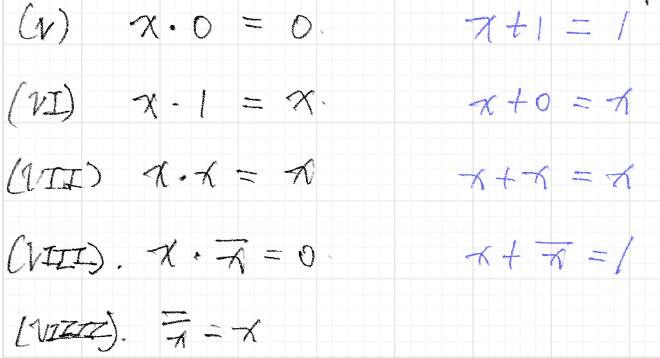 (V) x · 0 = 0. x + 1 = 1
(VI) x · 1 = x. x + 0 = x
(VII) x · x = x x + x = x
(VIII). x · x̅ = 0. x + x̅ = 1
(VIIII). x̿ = x